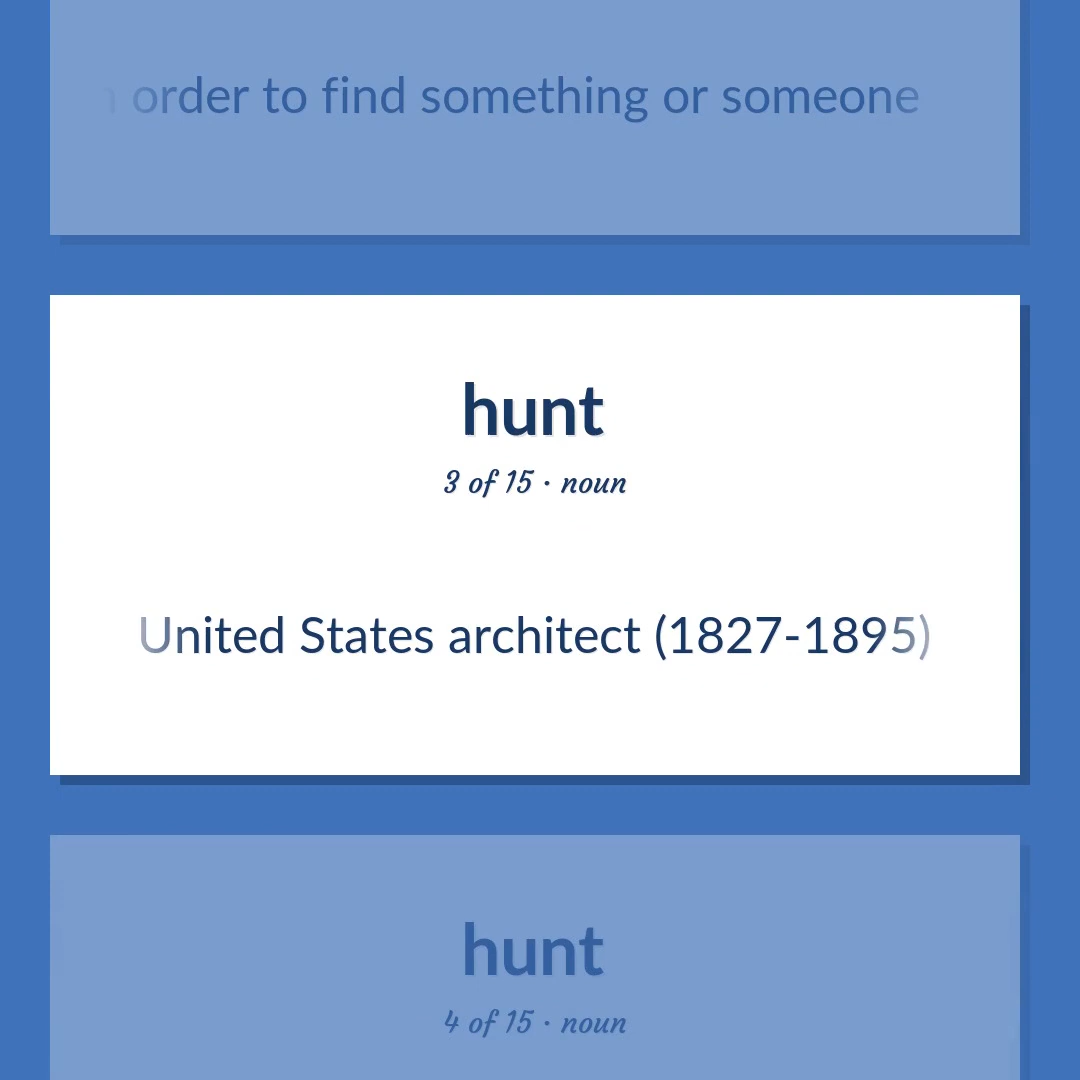 order to find something or someone
hunt
3 of 15 · noun
United States architect (1827-1895)
hunt
4 of 15 · noun